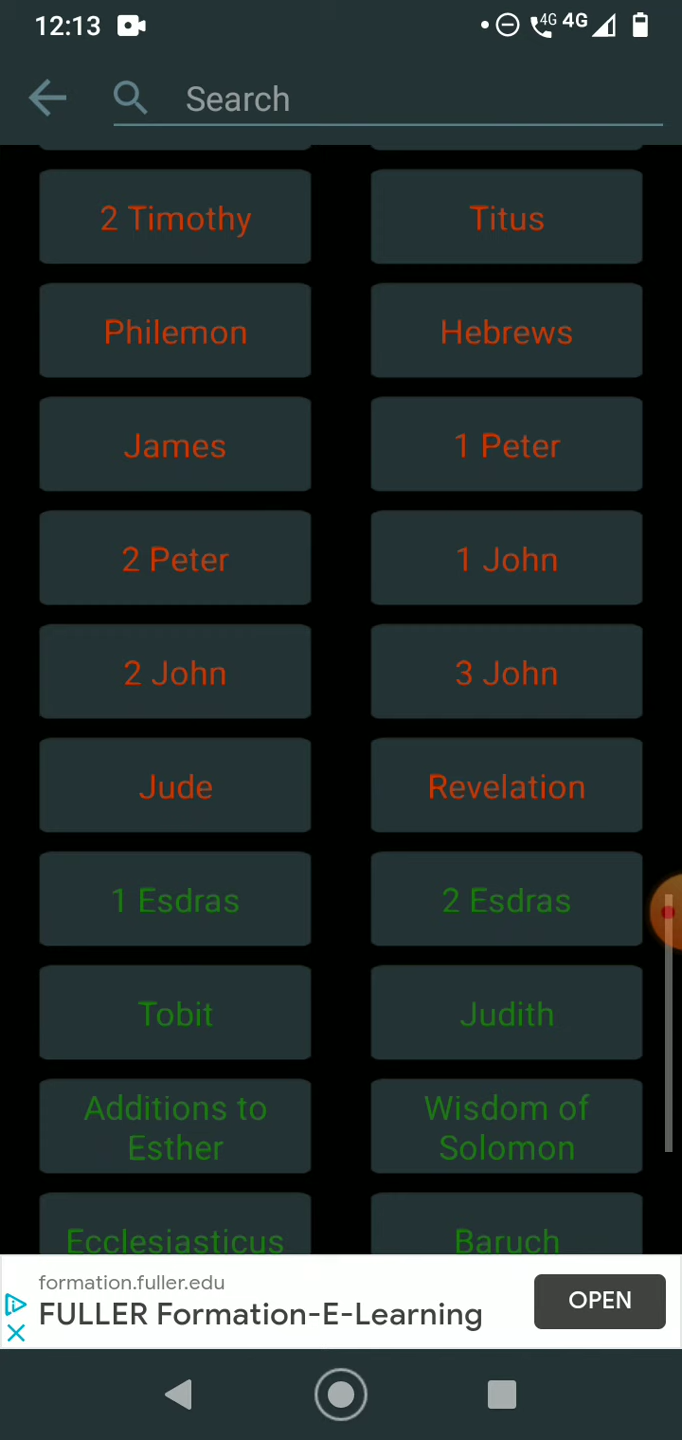 12:13
4G 4G
Search
2 Timothy
Titus
Philemon
Hebrews
James
1 Peter
2 Peter
1 John
2 John
3 John
Jude
Revelation
1 Esdras
2 Esdras
Tobit
Judith
Additions to
Esther
Wisdom of
Solomon
Ecclesiasticus
Baruch
formation.fuller.edu
FULLER Formation-E-Learning
OPEN